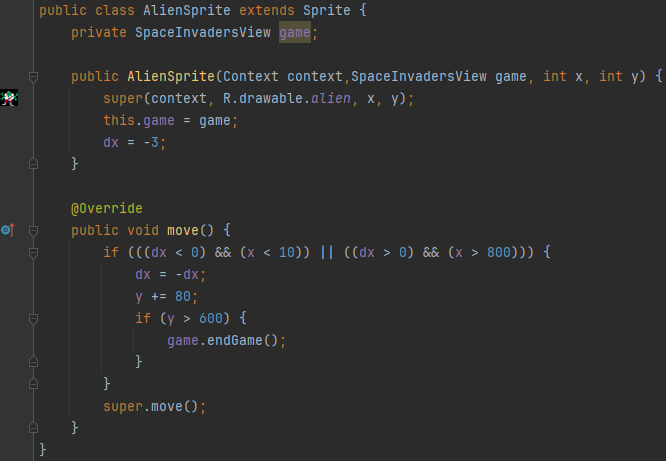 public class AlienSprite extends Sprite {
    private SpaceInvadersView game;

    public AlienSprite(Context context,SpaceInvadersView game, int x, int y) {
        super(context, R.drawable.alien, x, y);
        this.game = game;
        dx = -3;
    }

    @Override
    public void move() {
        if (((dx < 0) && (x < 10)) || ((dx > 0) && (x > 800))) {
            dx = -dx;
            y += 80;
            if (y > 600) {
                game.endGame();
            }
        }
        super.move();
    }
}